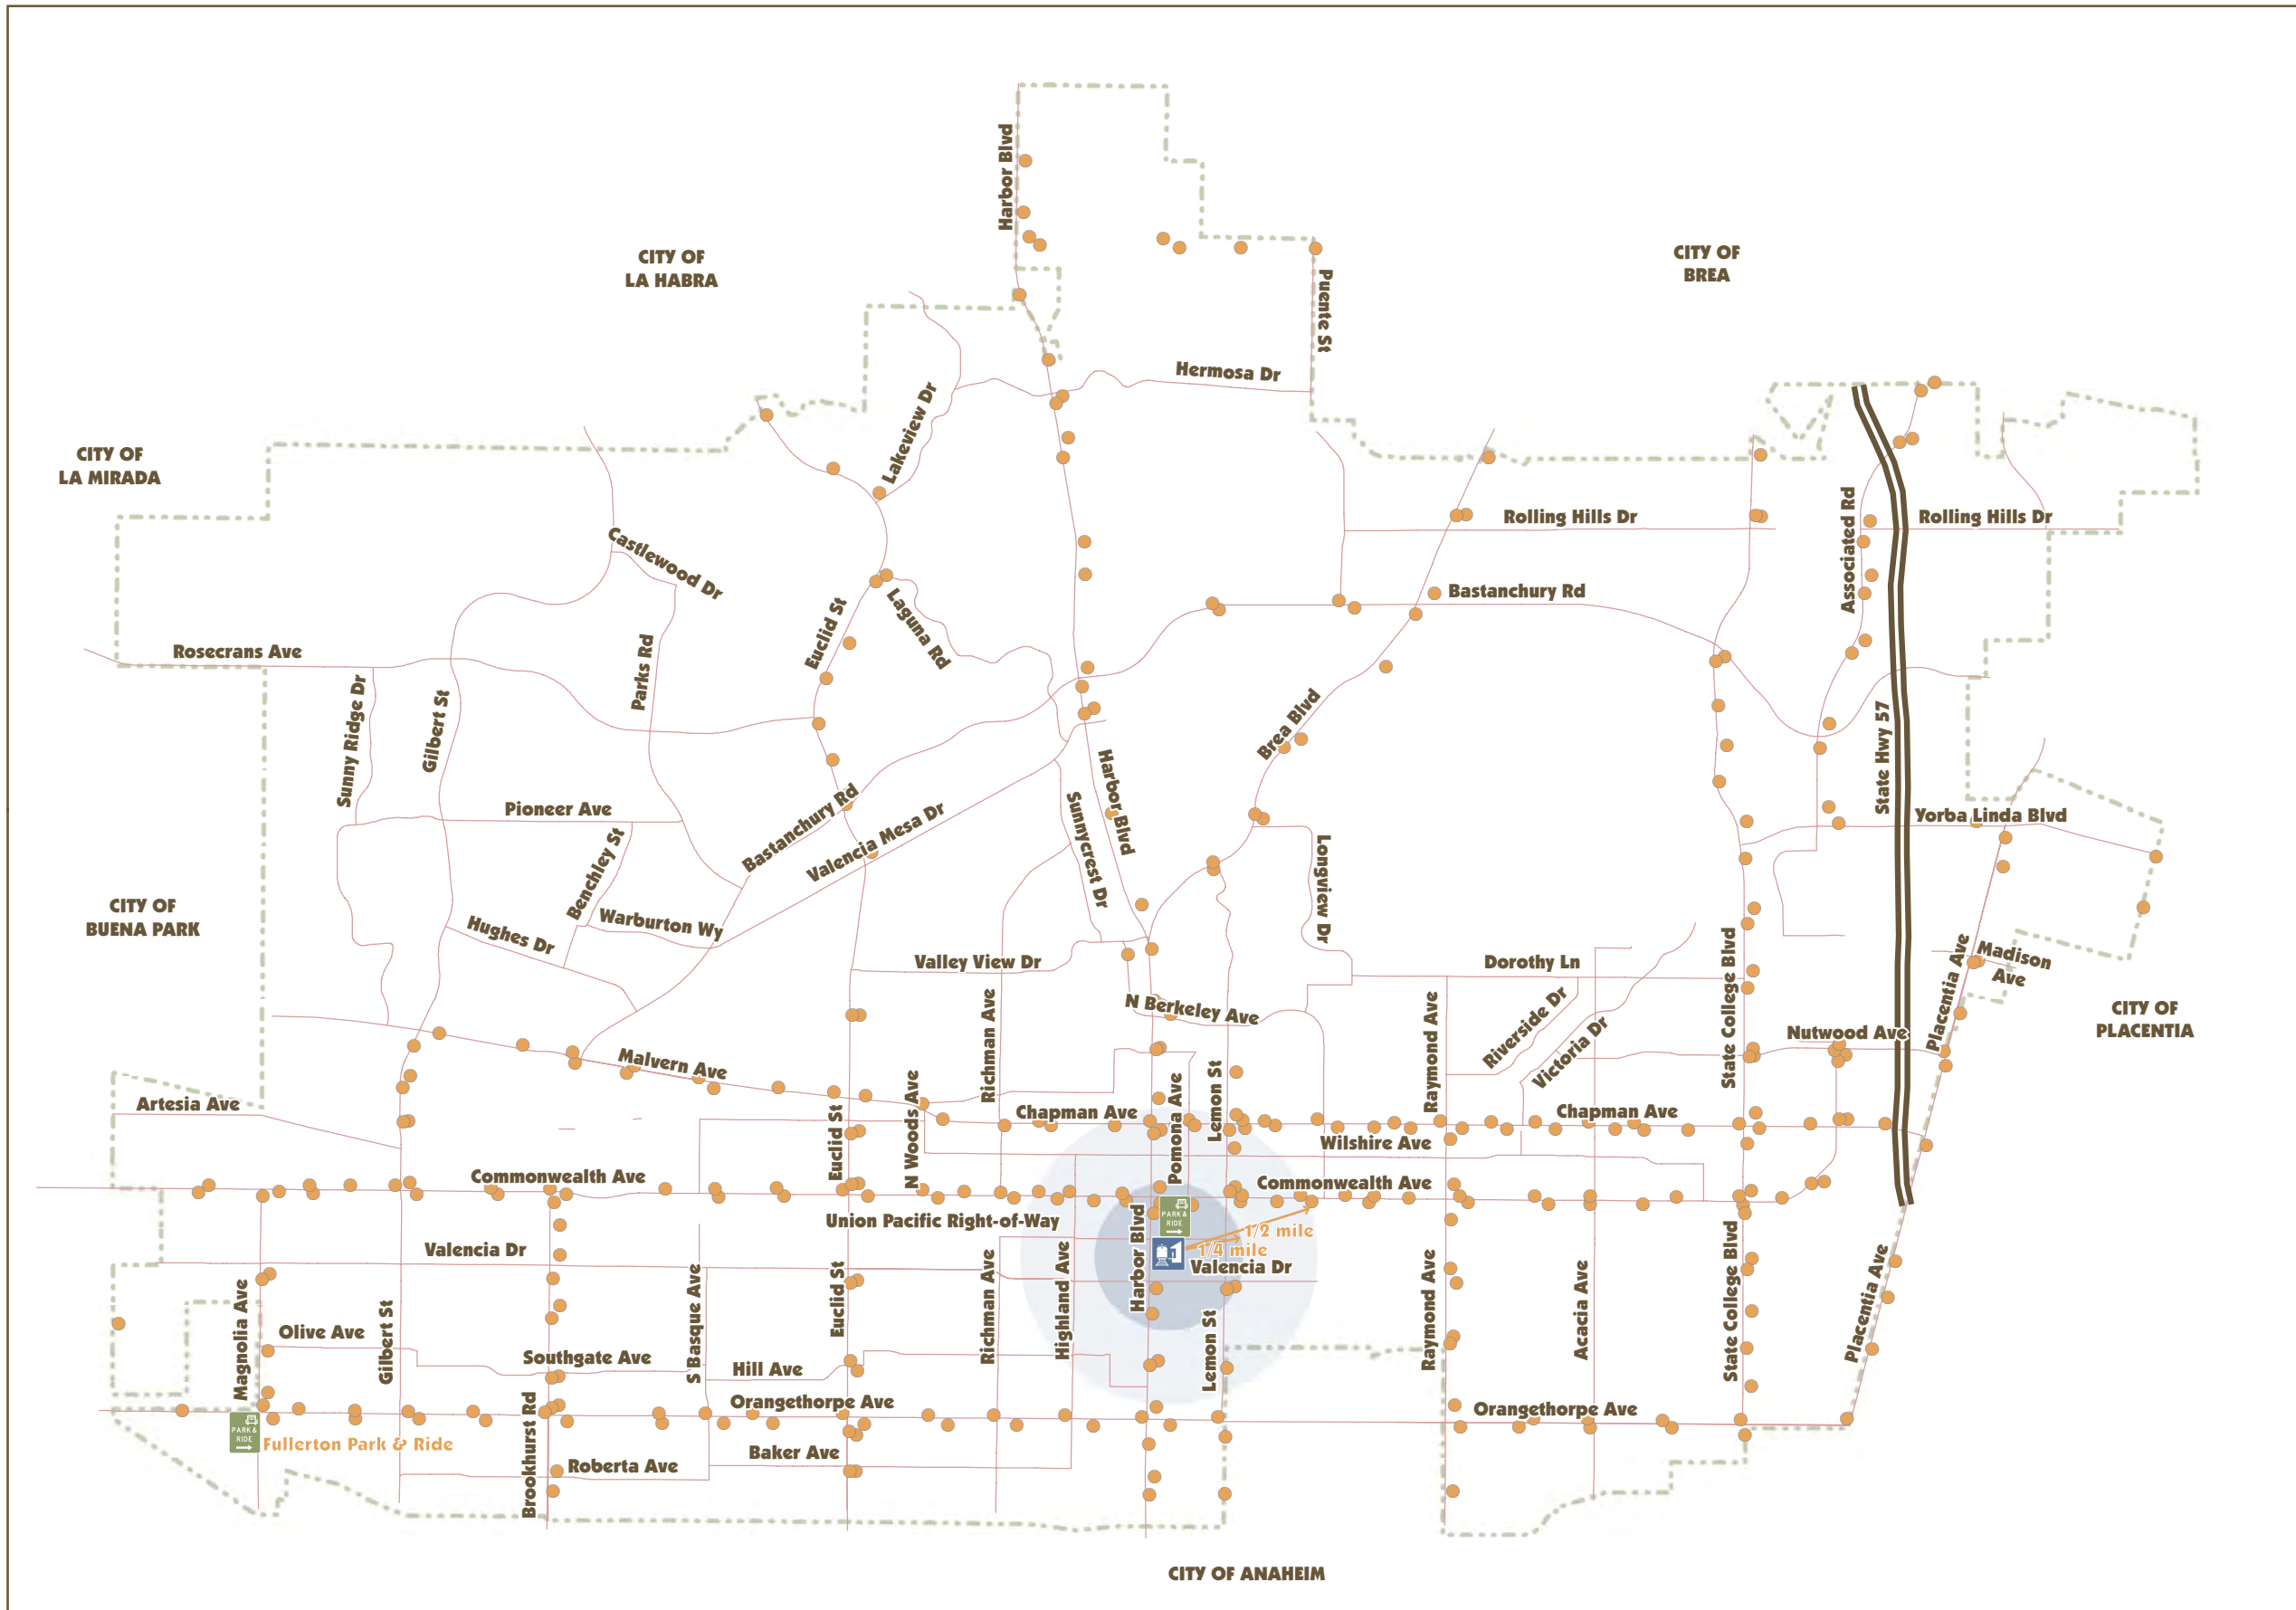 Harbor Blvd
CITY OF
LA HABRA
CITY OF
BREA
Puente St
Hermosa Dr
Lakeview Dr
CITY OF
LA MIRADA
Castlewood Dr
Rolling Hills Dr
Associated Rd
Rolling Hills Dr
Bastanchury Rd
Euclid St
Laguna Rd
Rosecrans Ave
Parks Rd
Sunny Ridge Dr
Gilbert St
Brea Blvd
State Hwy 57
Harbor Blvd
Pioneer Ave
Bastanchury Rd
Valencia Mesa Dr
Sunnycrest Dr
Yorba Linda Blvd
Benchley St
Longview Dr
CITY OF
BUENA PARK
Hughes Dr
Warburton Wy
Valley View Dr
Dorothy Ln
State College Blvd
Placentia Ave
Madison
Ave
Richman Ave
N Berkeley Ave
Raymond Ave
Riverside Dr
Victoria Dr
Nutwood Ave
CITY OF
PLACENTIA
Malvern Ave
N Woods Ave
Pomona Ave
Lemon St
Artesia Ave
Euclid St
Chapman Ave
Chapman Ave
Wilshire Ave
Commonwealth Ave
Commonwealth Ave
Union Pacific Right-of-Way
PARK &
RIDE
1/2 mile
1/4 mile
Valencia Dr
Valencia Dr
Magnolia Ave
Gilbert St
S Basque Ave
Euclid St
Richman Ave
Highland Ave
Harbor Blvd
Lemon St
Raymond Ave
Acacia Ave
State College Blvd
Placentia Ave
Olive Ave
Southgate Ave
Hill Ave
Orangethorpe Ave
Orangethorpe Ave
PARK &
RIDE
Fullerton Park & Ride
Brookhurst Rd
Baker Ave
Roberta Ave
CITY OF ANAHEIM